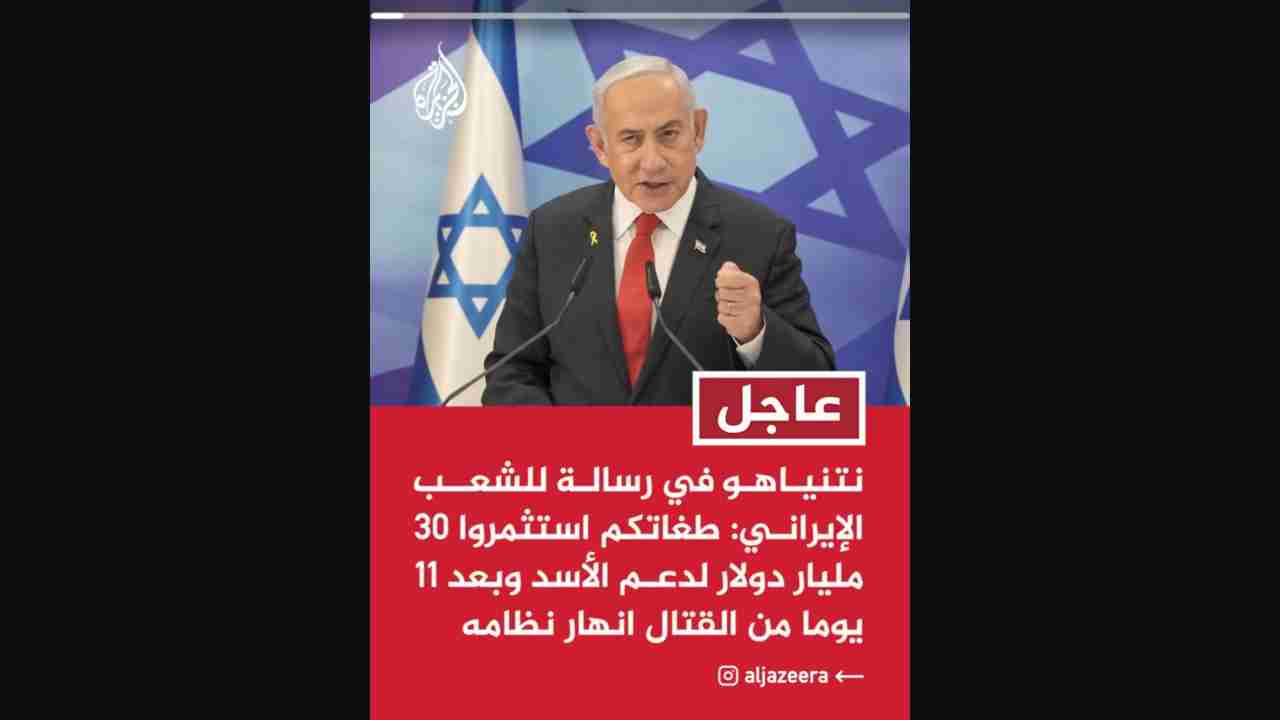 الجزيرة
عاجل
نتنياهو في رسالة للشعب
الإيراني: طغاتكم استثمروا 30
مليار دولار لدعم الأسد وبعد 11
يوما من القتال انهار نظامه
aljazeera